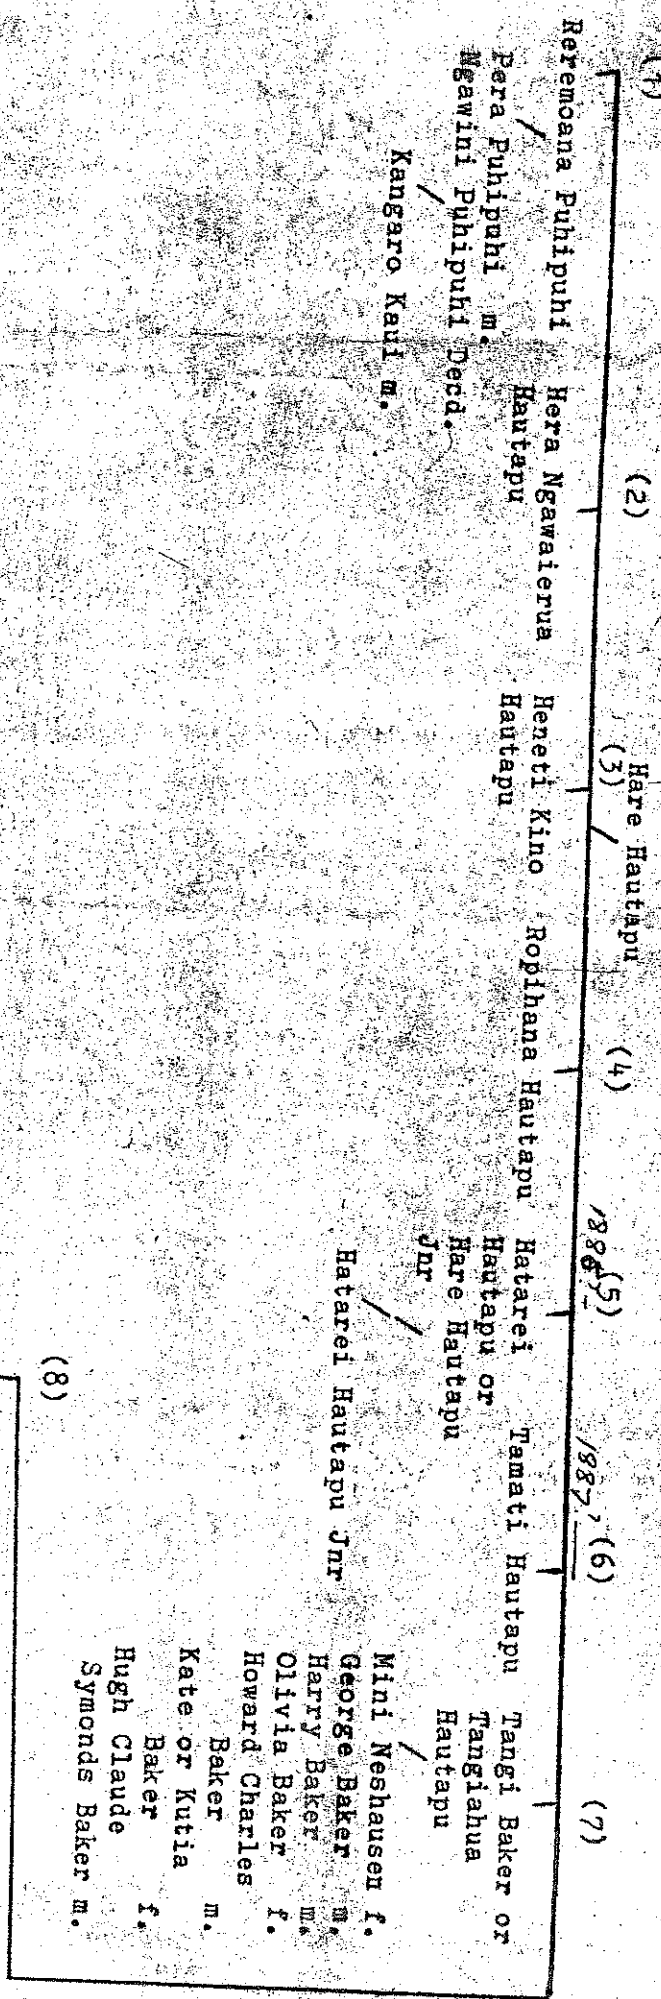 Hare Hautapu
(1)
Reremoana Puhipuhi
Pera Puhipuhi m.
Ngawini Puhipuhi Decd.
Kangaro Kaui m.
(2)
Hera Ngawaierua
Hautapu
(3)
Heneti Kino
Hautapu
(4)
Ropihana Hautapu
1886 (5)
Hatarei
Hautapu or
Hare Hautapu
Jnr
Hatarei Hautapu Jnr
1887, (6)
Tamati Hautapu
(7)
Tangi Baker or
Tangiahua
Hautapu
Mini Neshausen f.
George Baker m.
Harry Baker m.
Olivia Baker f.
Howard Charles
Baker m.
Kate or Kutia
Baker f.
Hugh Claude
Symonds Baker m.
(8)